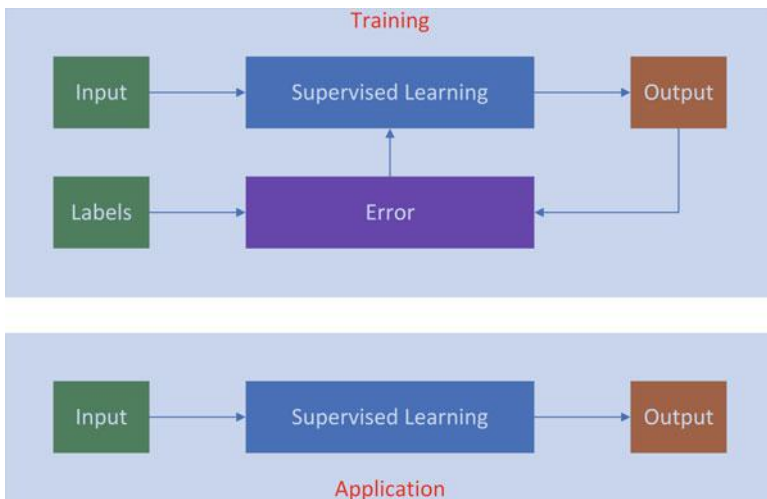 Training
Input
Supervised Learning
Output
Labels
Error
Input
Supervised Learning
Output
Application